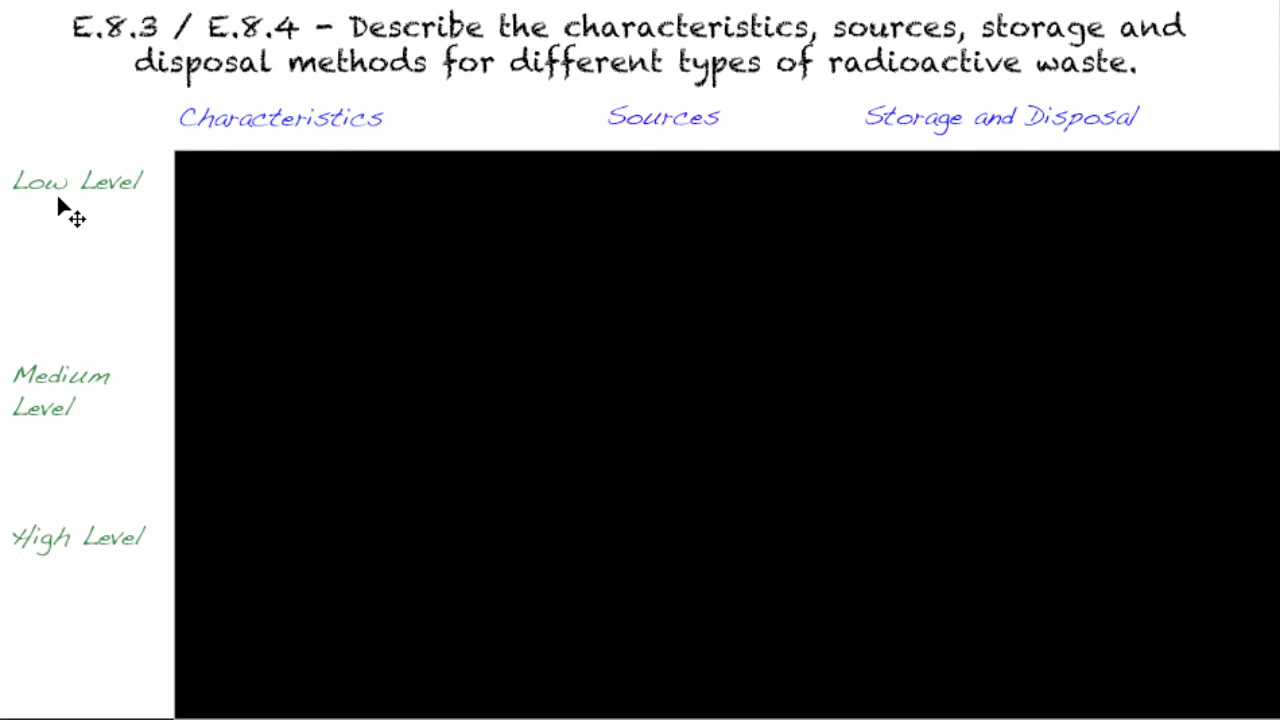 E.8.3 / E.8.4 - Describe the characteristics, sources, storage and
disposal methods for different types of radioactive waste.
Characteristics Sources Storage and Disposal
Low Level
Medium
Level
High Level